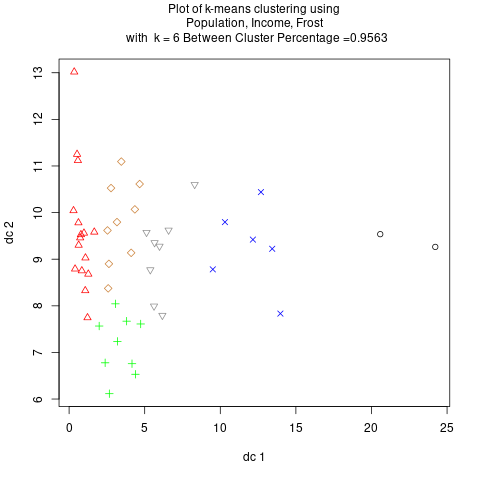 Plot of k-means clustering using
Population, Income, Frost
with k = 6 Between Cluster Percentage =0.9563
dc 2
13
12
11
10
9
8
7
6
0 5 10 15 20 25
dc 1